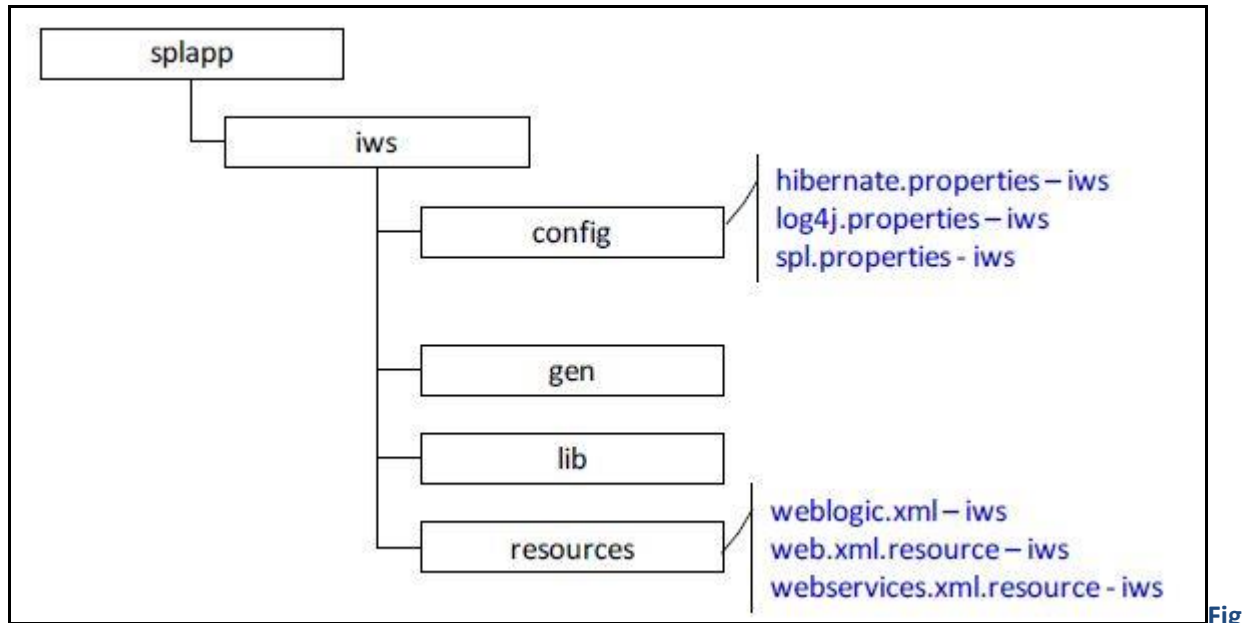 splapp
iws
config
hibernate.properties – iws
log4j.properties – iws
spl.properties - iws
gen
lib
resources
weblogic.xml – iws
web.xml.resource – iws
webservices.xml.resource - iws
Fig